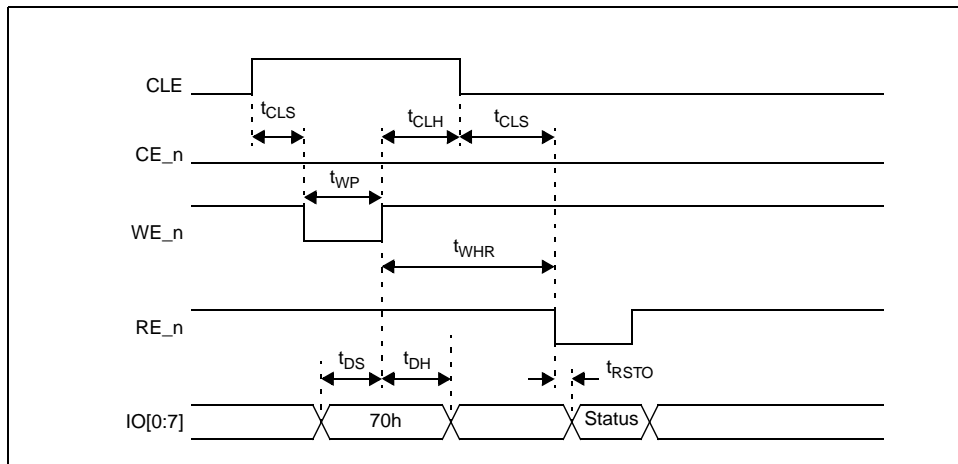 CLE
tCLS
tCLH
tCLS
CE_n
tWP
WE_n
tWHR
RE_n
tDS
tDH
tRSTO
IO[0:7]
70h
Status